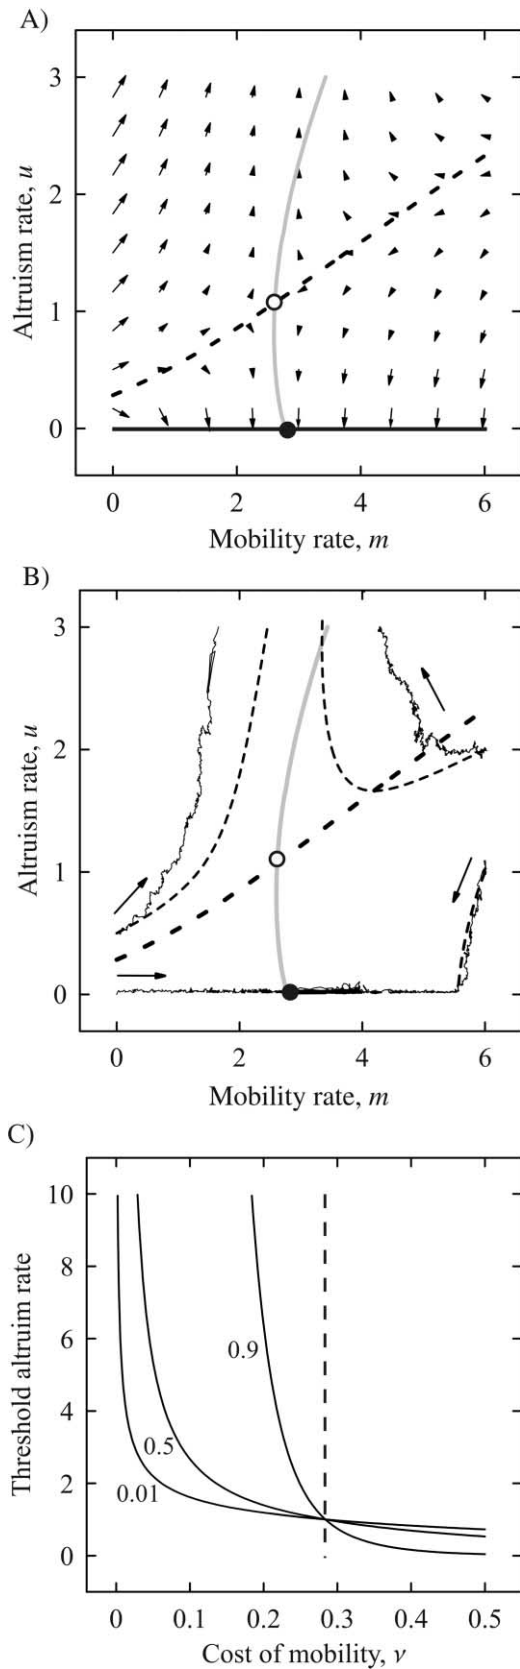 A)
3
2
1
0
Altruism rate, u
0 2 4 6
Mobility rate, m
B)
3
2
1
0
Altruism rate, u
0 2 4 6
Mobility rate, m
C)
10
8
6
4
2
0
Threshold altruim rate
0.9
0.5
0.01
0 0.1 0.2 0.3 0.4 0.5
Cost of mobility, ν